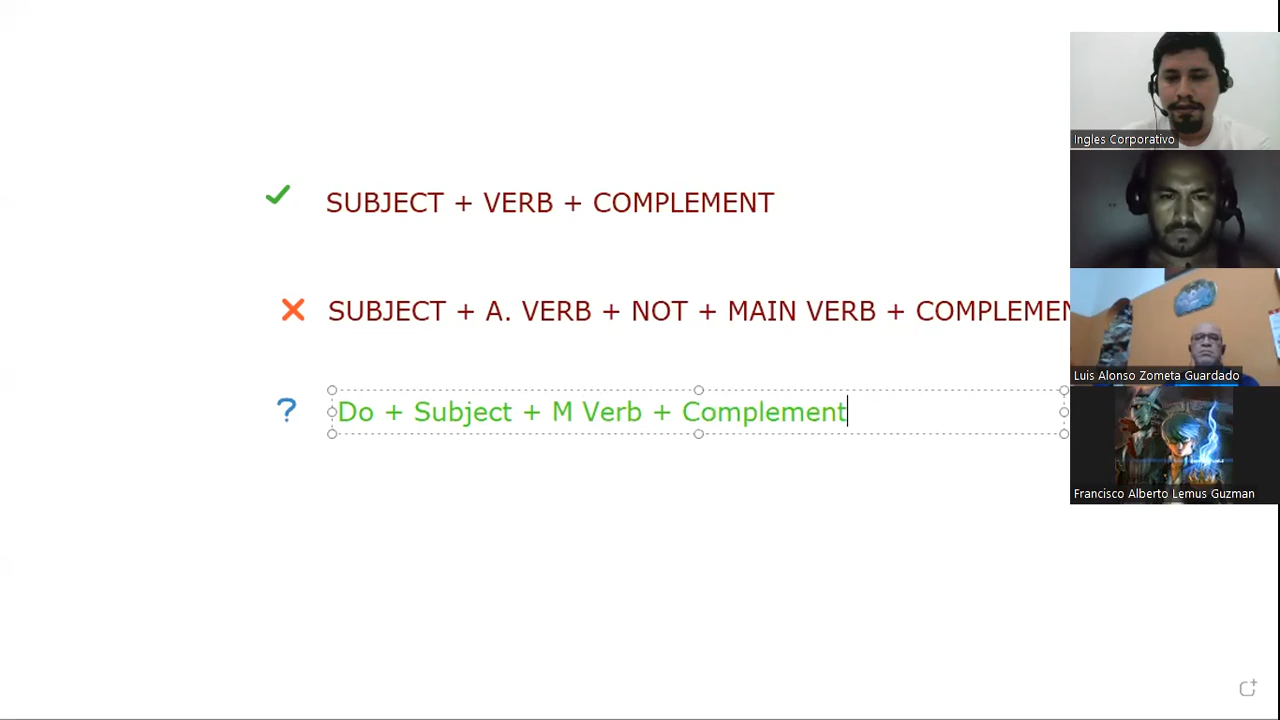 Ingles Corporativo
SUBJECT + VERB + COMPLEMENT
SUBJECT + A. VERB + NOT + MAIN VERB + COMPLEMEN
Luis Alonso Zometa Guardado
? Do + Subject + M Verb + Complement
Francisco Alberto Lemus Guzman